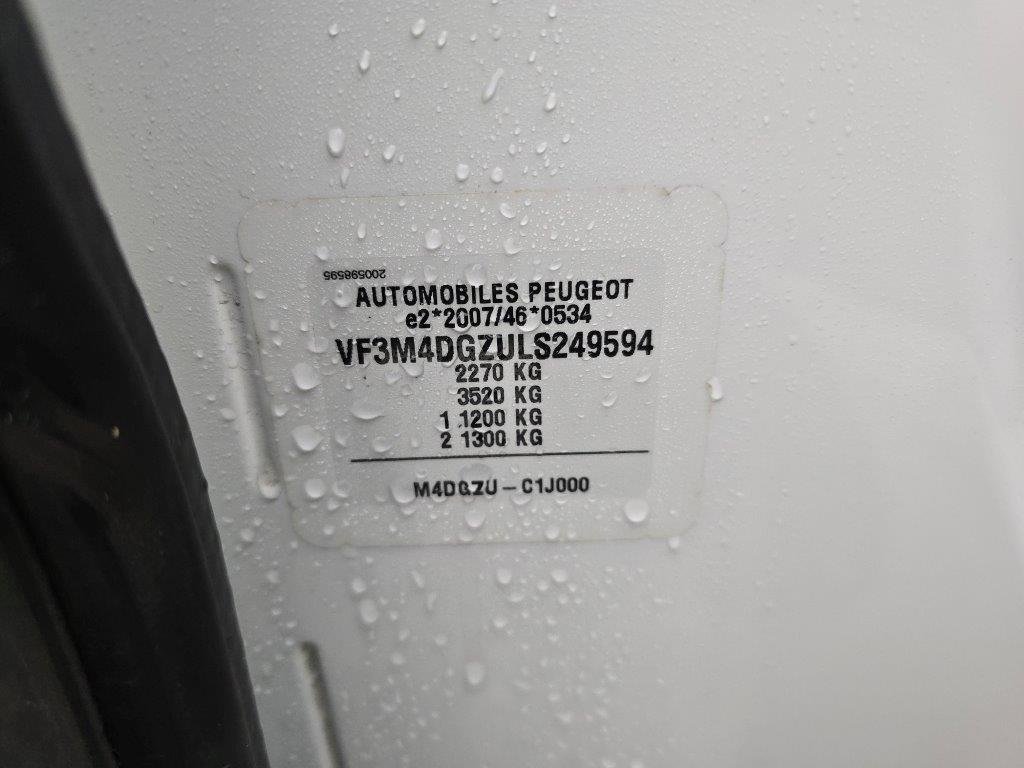 200598595
AUTOMOBILES PEUGEOT
e2*2007/46*0534
VF3M4DGZULS249594
2270 KG
3520 KG
1 1200 KG
2 1300 KG
M4DGZU – C1J000